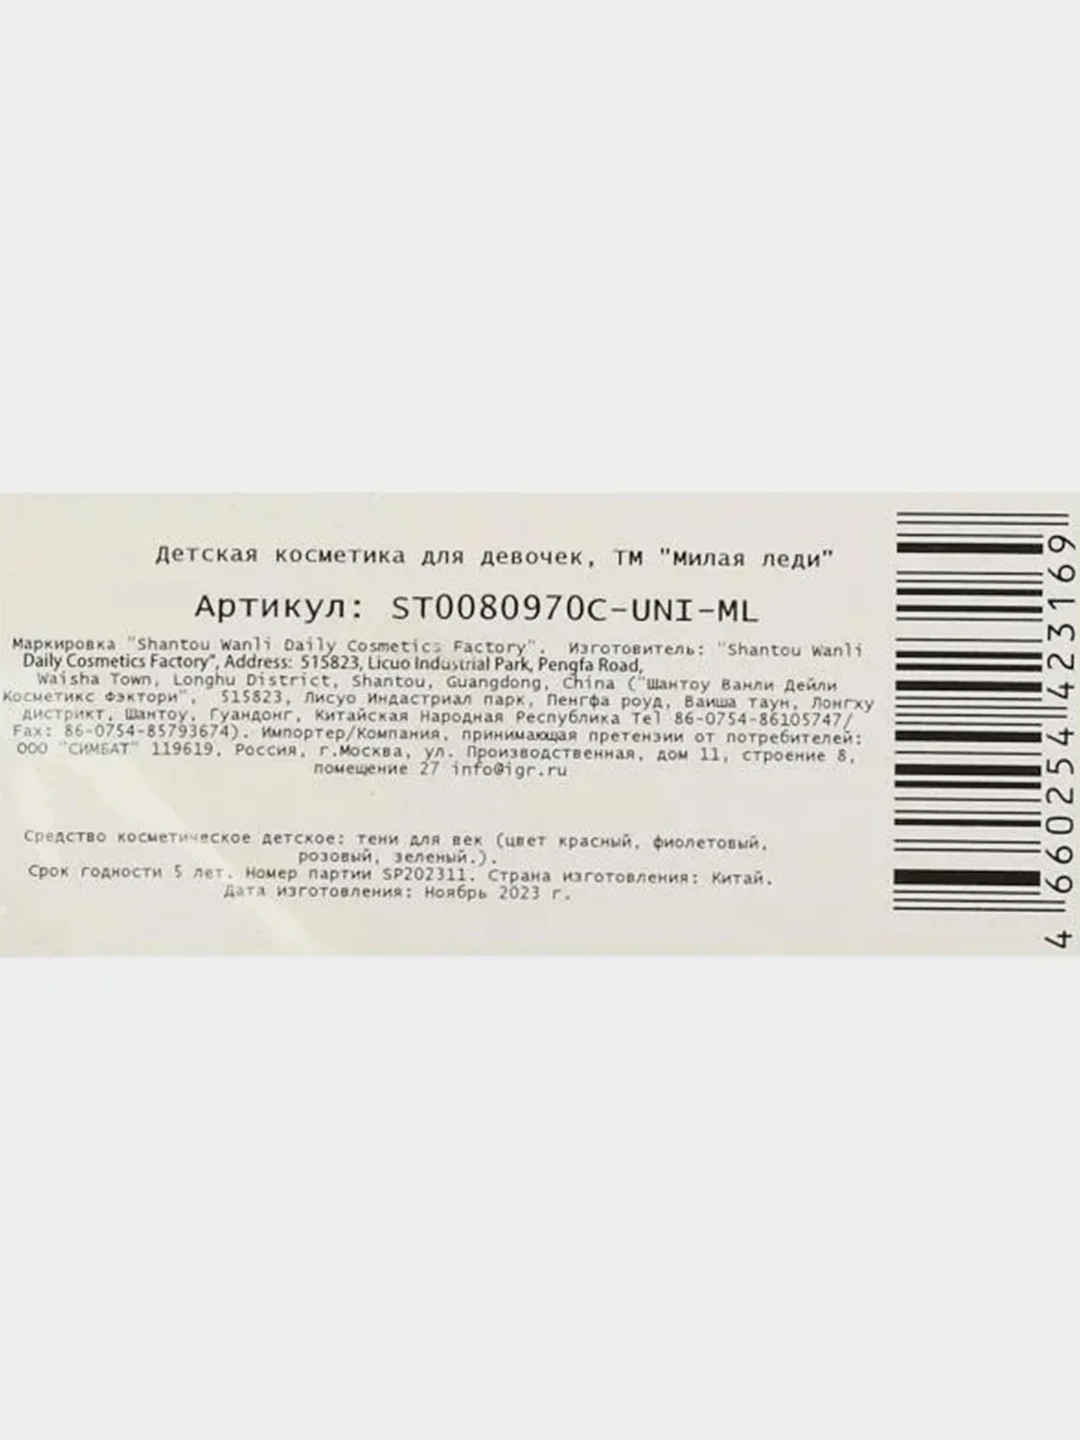 Детская косметика для девочек, ТМ "Милая леди"
Артикул: ST0080970C-UNI-ML
Маркировка "Shantou Wanli Daily Cosmetics Factory". Изготовитель: "Shantou Wanli
Daily Cosmetics Factory", Address: 515823, Licuo Industrial Park, Pengfa Road,
Waisha Town, Longhu District, Shantou, Guangdong, China ("Шантоу Ванли Дейли
Косметикс Фэктори", 515823, Лисуо Индастриал парк, Пенгфа роуд, Ваиша таун, Лонгху
дистрикт, Шантоу, Гуандонг, Китайская Народная Республика Tel 86-0754-86105747/
Fax: 86-0754-85793674). Импортер/Компания, принимающая претензии от потребителей:
ООО "СИМБАТ" 119619, Россия, г.Москва, ул. Производственная, дом 11, строение 8,
помещение 27 info@igr.ru
Средство косметическое детское: тени для век (цвет красный, фиолетовый,
розовый, зеленый.).
Срок годности 5 лет. Номер партии SP202311. Страна изготовления: Китай.
Дата изготовления: Ноябрь 2023 г.
4 660254 423169